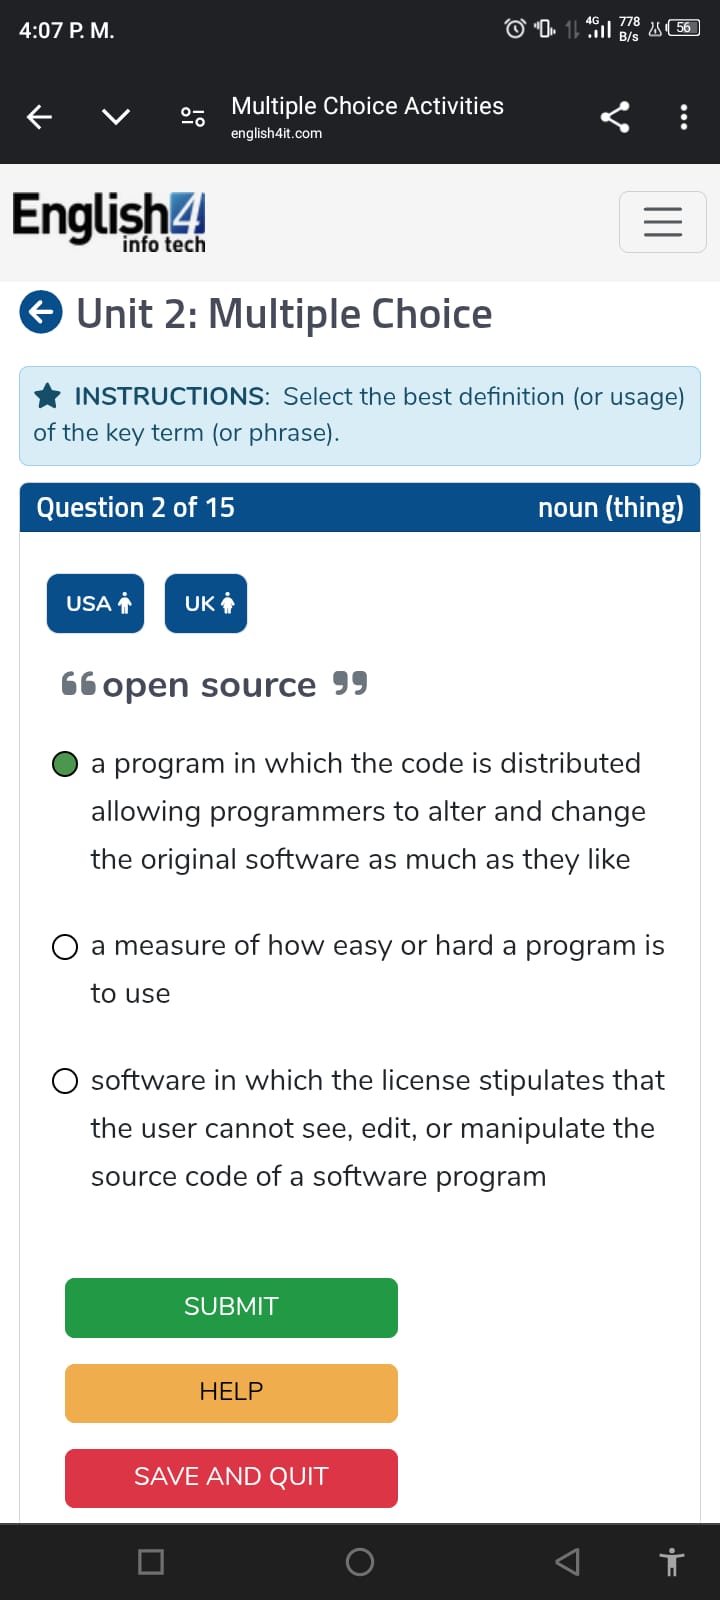 4:07 P. M.
4G
778
B/s
56
Multiple Choice Activities
english4it.com
English4
info tech
Unit 2: Multiple Choice
INSTRUCTIONS: Select the best definition (or usage)
of the key term (or phrase).
Question 2 of 15 noun (thing)
USA UK
“ open source ”
a program in which the code is distributed
allowing programmers to alter and change
the original software as much as they like
a measure of how easy or hard a program is
to use
software in which the license stipulates that
the user cannot see, edit, or manipulate the
source code of a software program
SUBMIT
HELP
SAVE AND QUIT